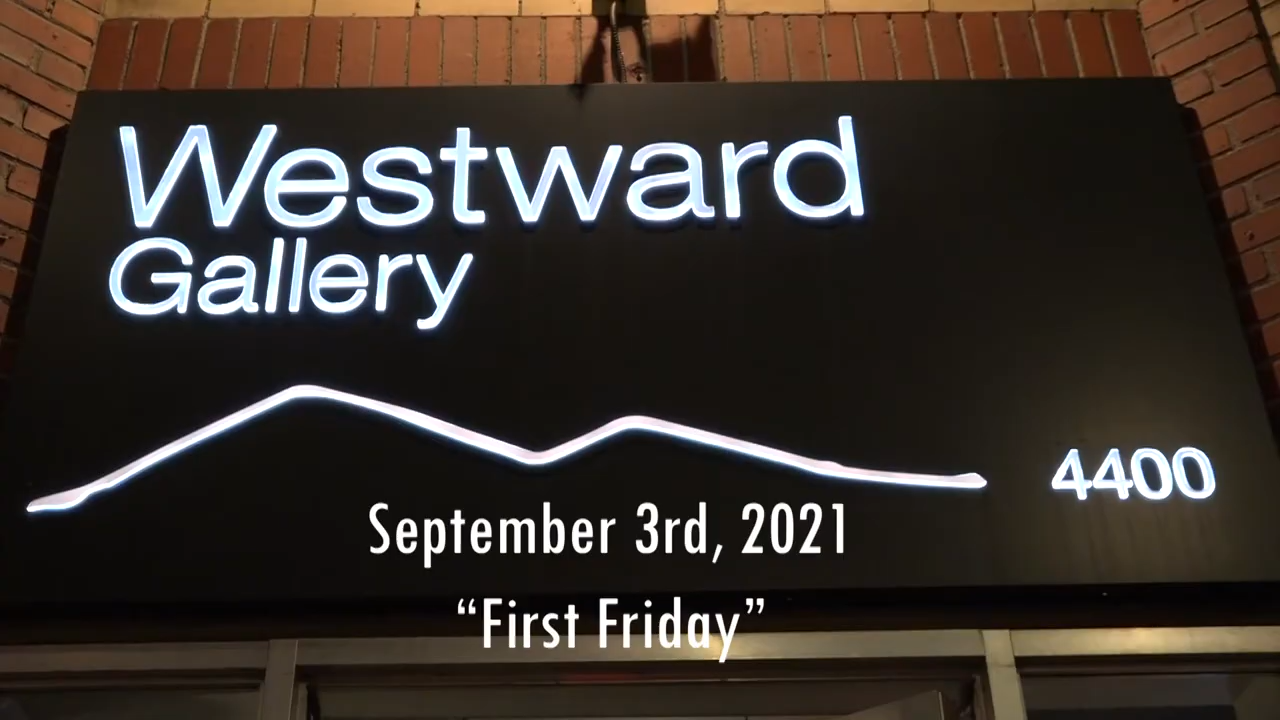 Westward
Gallery
4400
September 3rd, 2021
“First Friday”